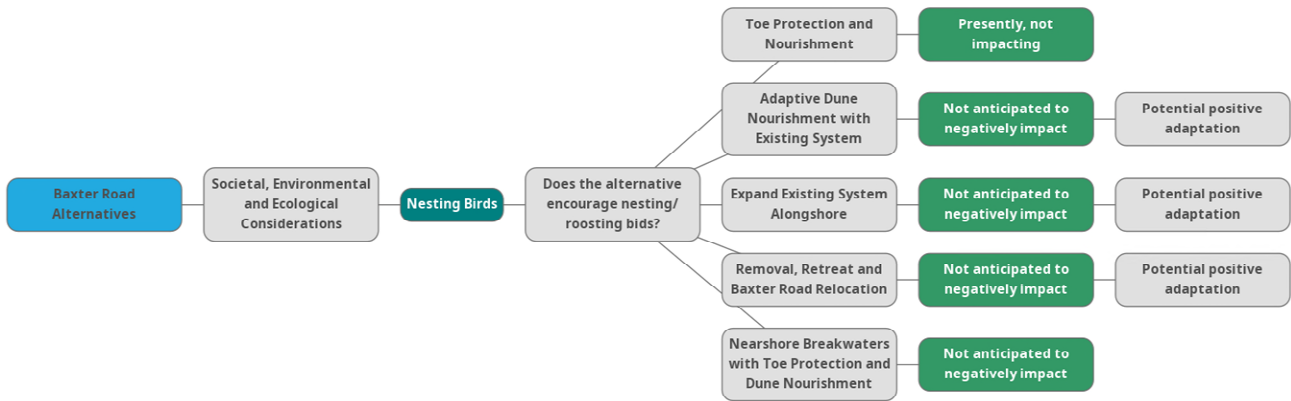 Baxter Road
Alternatives
Societal, Environmental
and Ecological
Considerations
Nesting Birds
Does the alternative
encourage nesting/
roosting bids?
Toe Protection and
Nourishment
Presently, not
impacting
Adaptive Dune
Nourishment with
Existing System
Not anticipated to
negatively impact
Potential positive
adaptation
Expand Existing System
Alongshore
Not anticipated to
negatively impact
Potential positive
adaptation
Removal, Retreat and
Baxter Road Relocation
Not anticipated to
negatively impact
Potential positive
adaptation
Nearshore Breakwaters
with Toe Protection and
Dune Nourishment
Not anticipated to
negatively impact